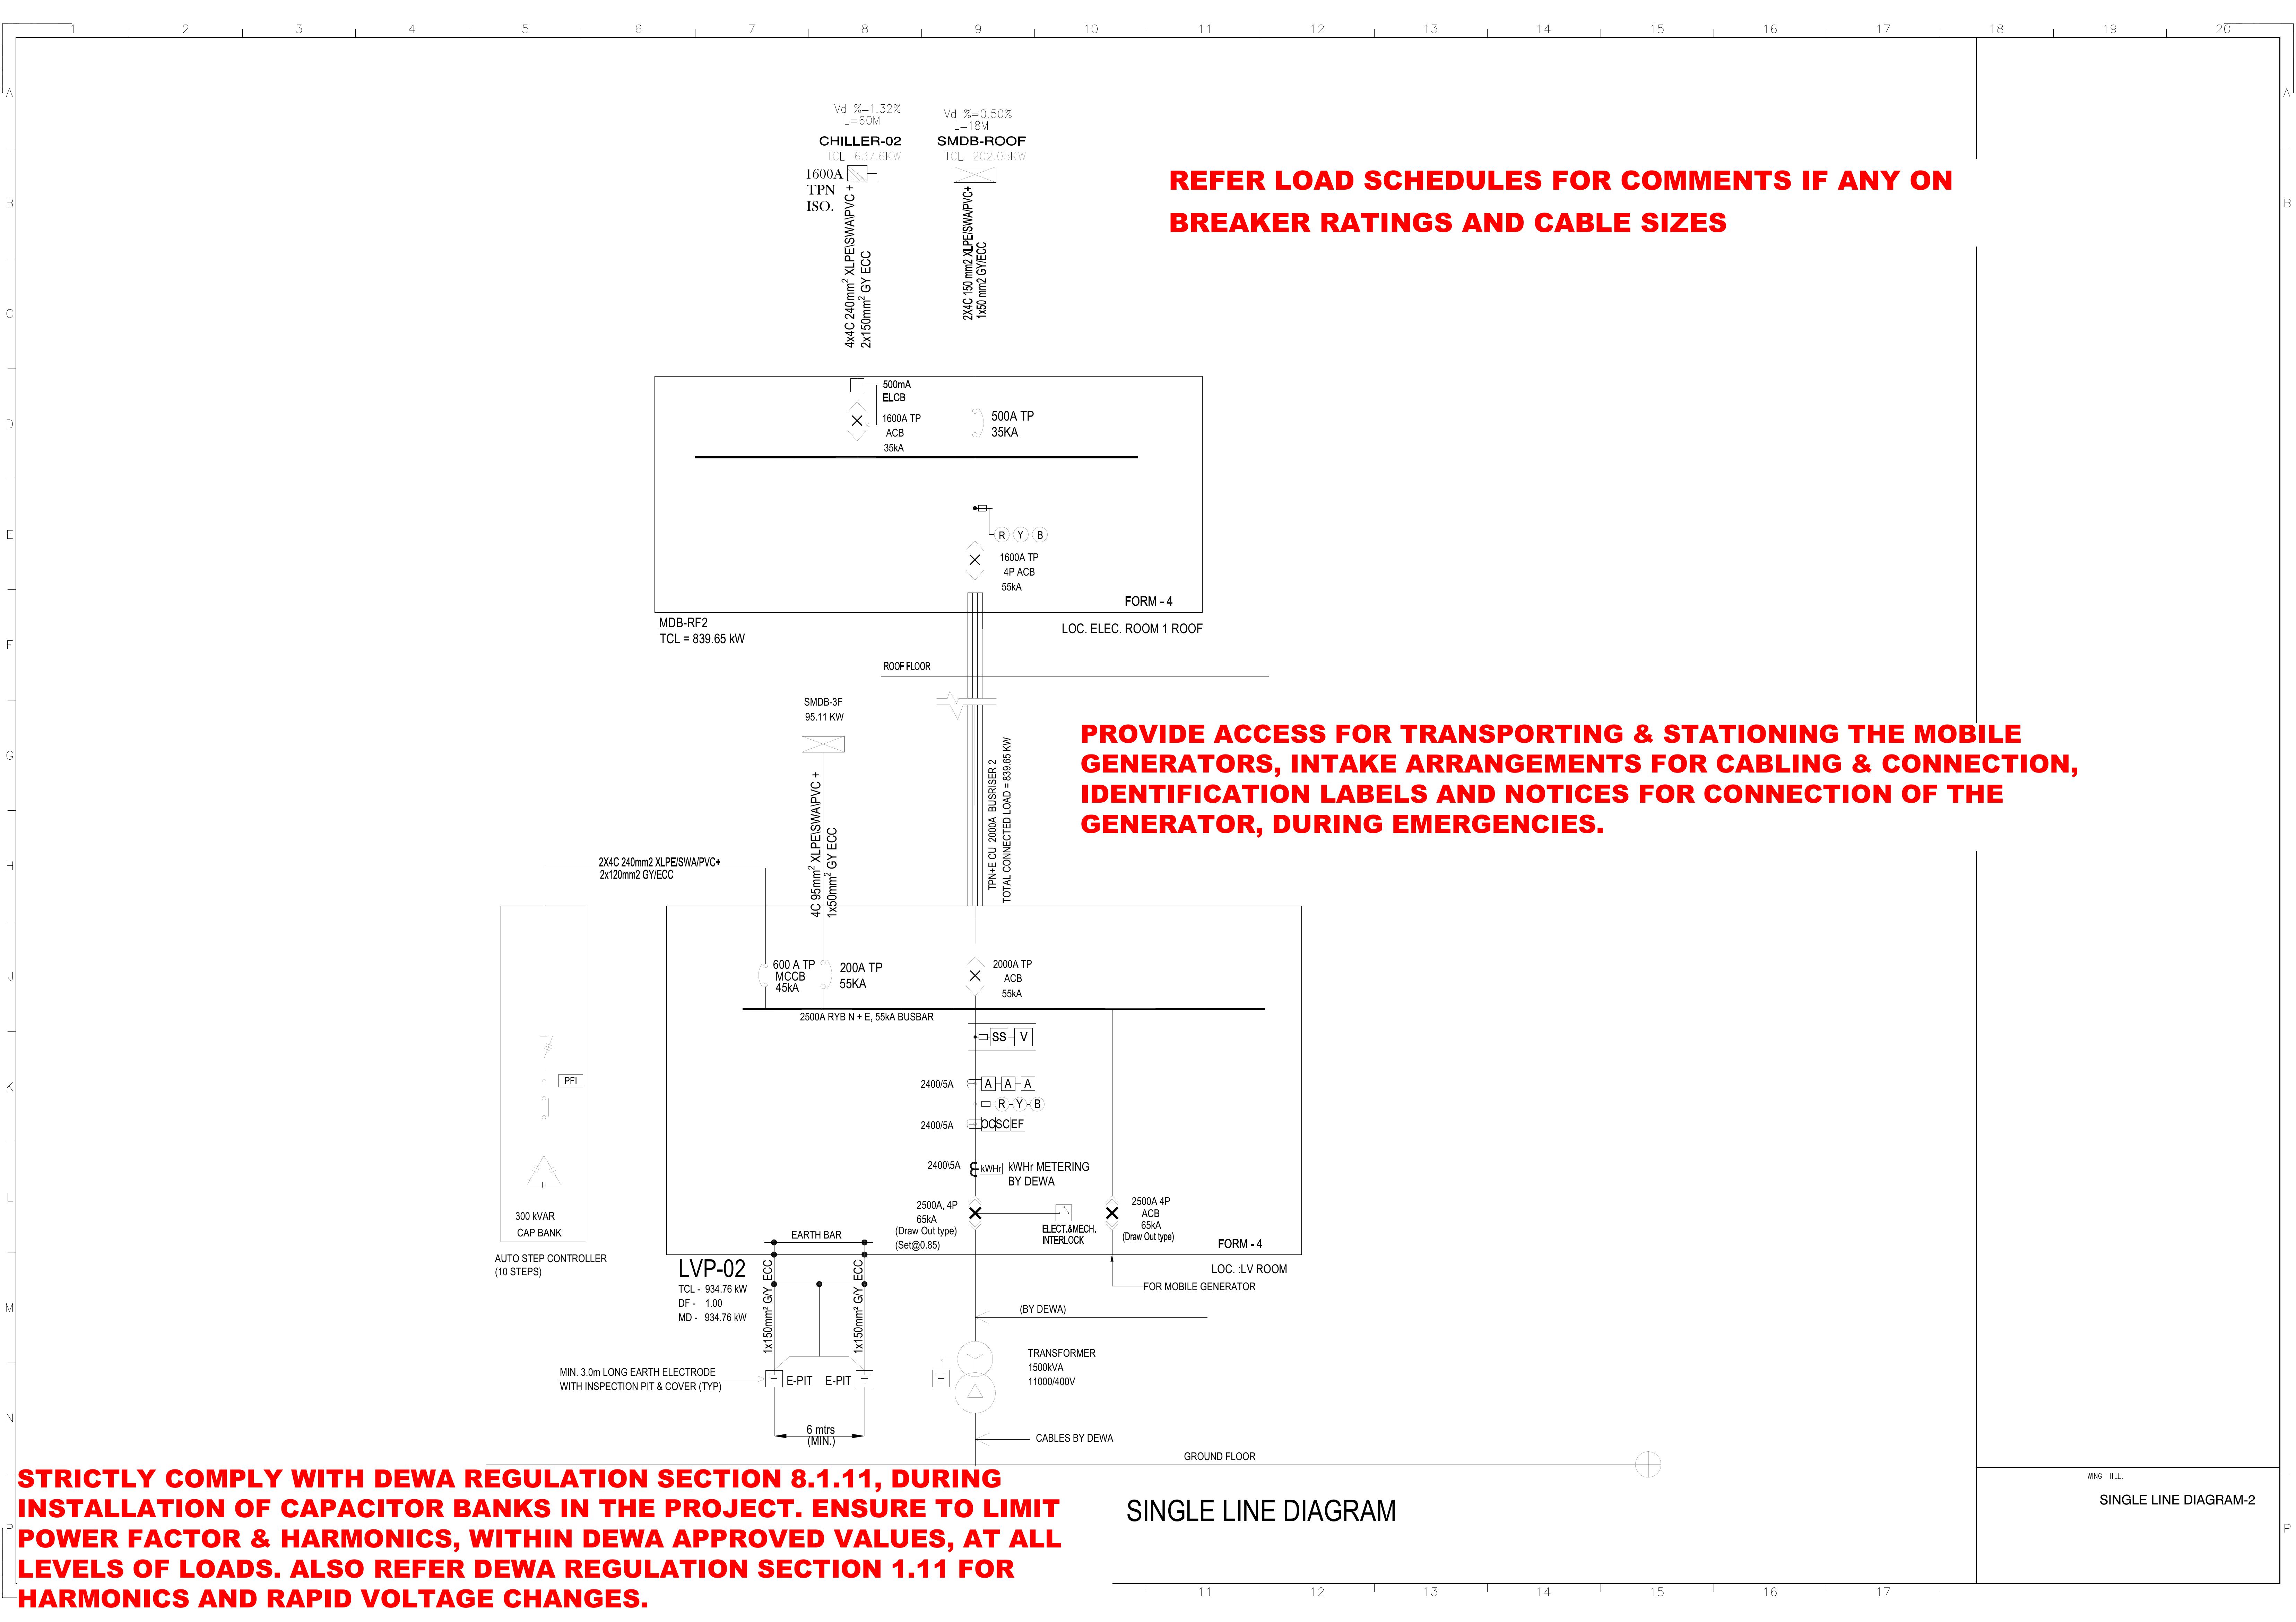 1 2 3 4 5 6 7 8 9 10 11 12 13 14 15 16 17 18 19 20
A
B
C
D
E
F
G
H
J
K
L
M
N
P
A
B
P
Vd %=1.32%
L=60M
CHILLER-02
TCL-637.6KW
1600A
TPN
ISO.
Vd %=0.50%
L=18M
SMDB-ROOF
TCL-202.05KW
4x4C 240mm² XLPE\SWA\PVC +
2x150mm² GY ECC
2X4C 150 mm2 XLPE/SWA/PVC+
1x50 mm2 GY/ECC
REFER LOAD SCHEDULES FOR COMMENTS IF ANY ON
BREAKER RATINGS AND CABLE SIZES
500mA
ELCB
1600A TP
ACB
35kA
500A TP
35KA
R Y B
1600A TP
4P ACB
55kA
FORM - 4
MDB-RF2
TCL = 839.65 kW
LOC. ELEC. ROOM 1 ROOF
ROOF FLOOR
SMDB-3F
95.11 KW
PROVIDE ACCESS FOR TRANSPORTING & STATIONING THE MOBILE
GENERATORS, INTAKE ARRANGEMENTS FOR CABLING & CONNECTION,
IDENTIFICATION LABELS AND NOTICES FOR CONNECTION OF THE
GENERATOR, DURING EMERGENCIES.
4C 95mm² XLPE\SWA\PVC +
1x50mm² GY ECC
TPN+E CU 2000A BUSRISER 2
TOTAL CONNECTED LOAD = 839.65 KW
2X4C 240mm2 XLPE/SWA/PVC+
2x120mm2 GY/ECC
600 A TP
MCCB
45kA
200A TP
55KA
2000A TP
ACB
55kA
2500A RYB N + E, 55kA BUSBAR
SS V
2400/5A A A A
R Y B
2400/5A OC SC EF
2400\5A kWHr kWHr METERING
BY DEWA
PFI
300 kVAR
CAP BANK
AUTO STEP CONTROLLER
(10 STEPS)
2500A, 4P
65kA
(Draw Out type)
(Set@0.85)
ELECT.&MECH.
INTERLOCK
2500A 4P
ACB
65kA
(Draw Out type)
EARTH BAR
FORM - 4
LOC. :LV ROOM
LVP-02
TCL - 934.76 kW
DF - 1.00
MD - 934.76 kW
1x150mm² G/Y ECC
1x150mm² G/Y ECC
FOR MOBILE GENERATOR
(BY DEWA)
TRANSFORMER
1500kVA
11000/400V
MIN. 3.0m LONG EARTH ELECTRODE
WITH INSPECTION PIT & COVER (TYP)
E-PIT E-PIT
6 mtrs
(MIN.)
CABLES BY DEWA
GROUND FLOOR
STRICTLY COMPLY WITH DEWA REGULATION SECTION 8.1.11, DURING
INSTALLATION OF CAPACITOR BANKS IN THE PROJECT. ENSURE TO LIMIT
POWER FACTOR & HARMONICS, WITHIN DEWA APPROVED VALUES, AT ALL
LEVELS OF LOADS. ALSO REFER DEWA REGULATION SECTION 1.11 FOR
HARMONICS AND RAPID VOLTAGE CHANGES.
SINGLE LINE DIAGRAM
WING TITLE.
SINGLE LINE DIAGRAM-2
11 12 13 14 15 16 17